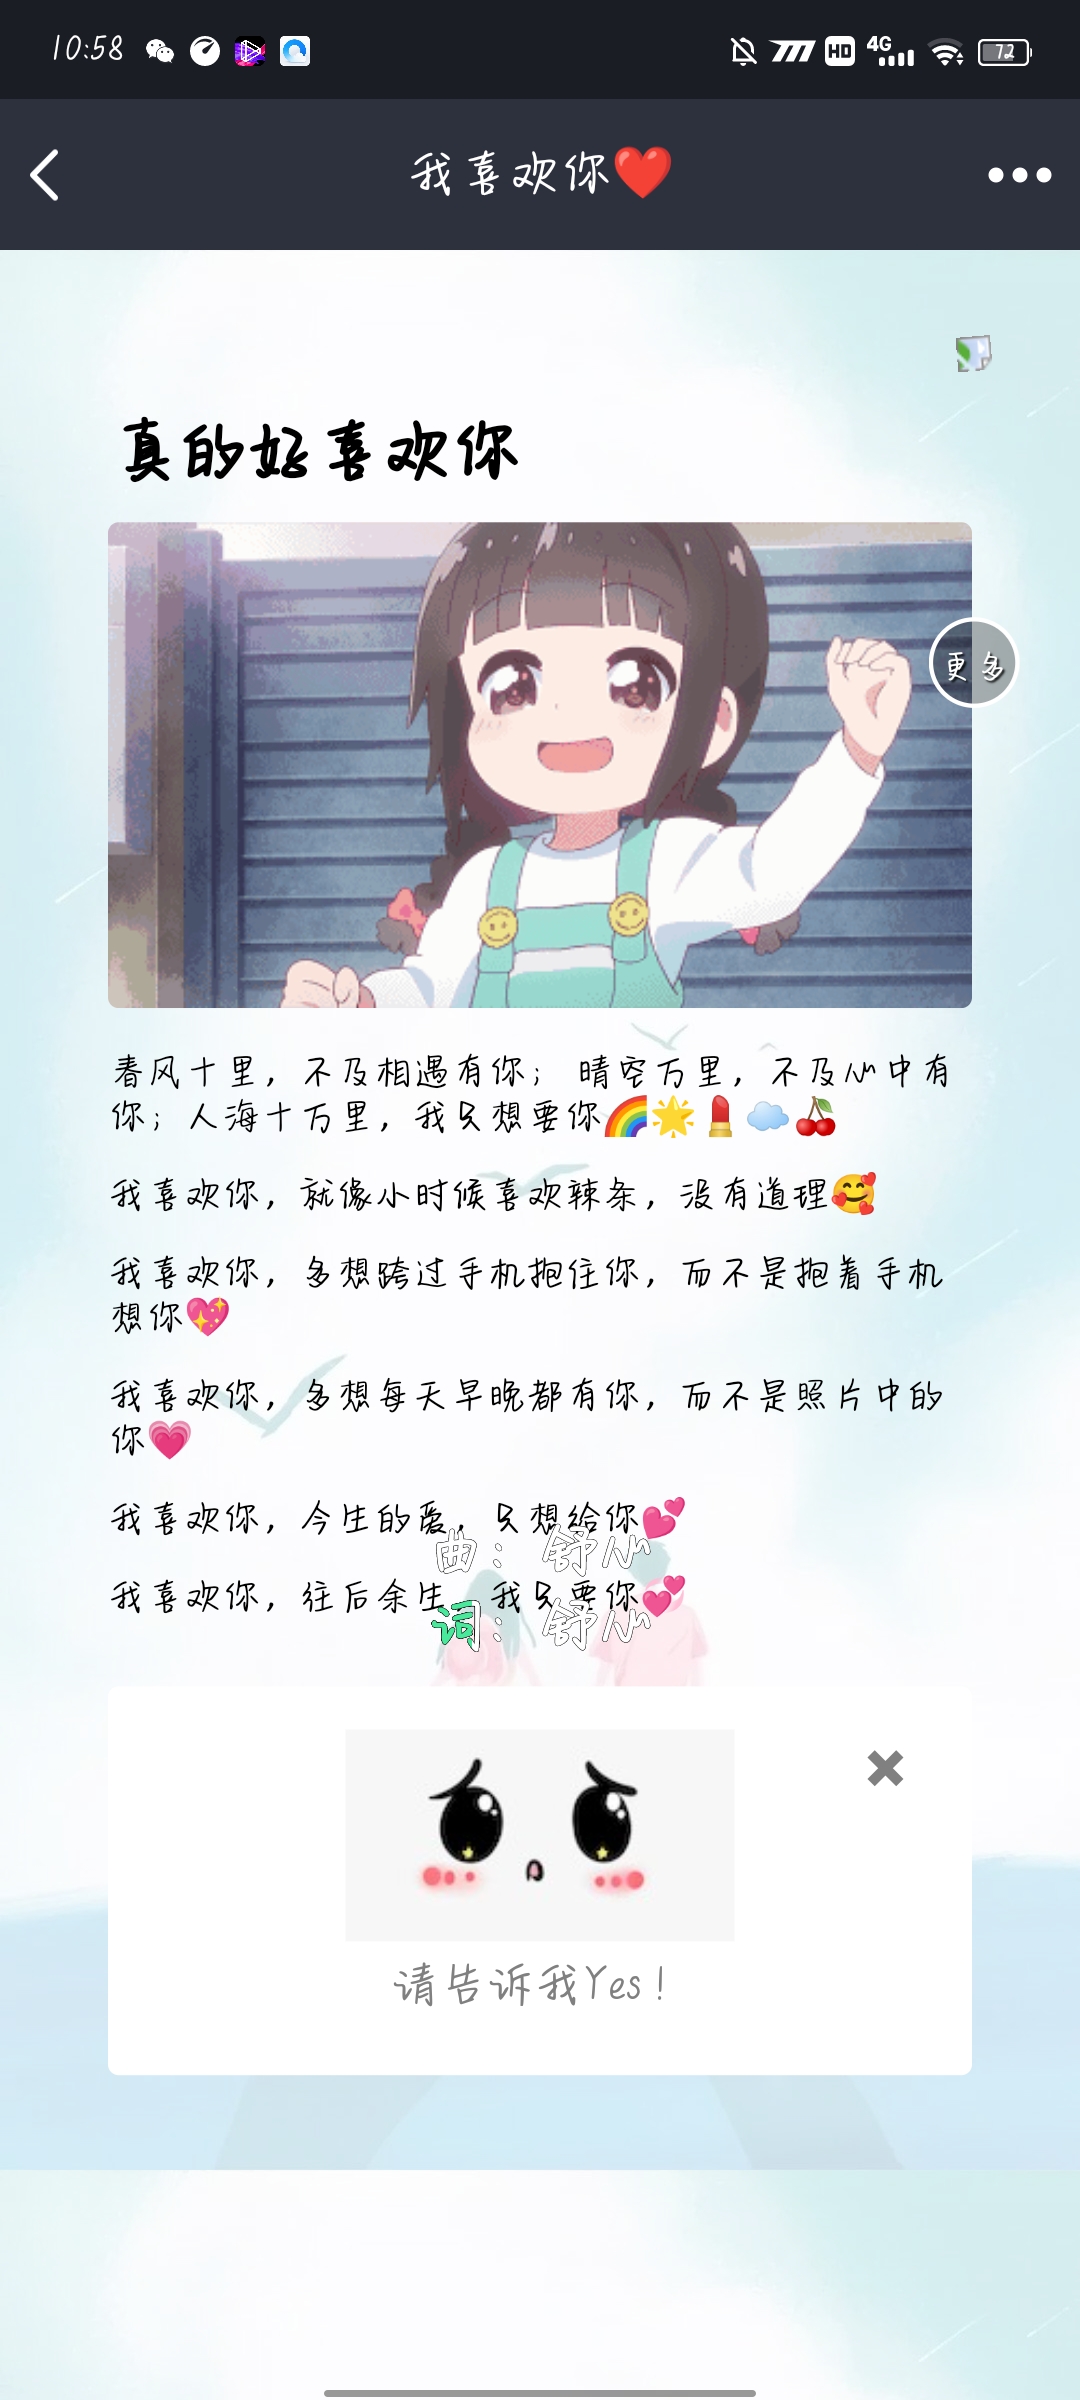 10:58
HD 4G 72
我喜欢你❤️
真的好喜欢你
更多
春风十里，不及相遇有你； 晴空万里，不及心中有
你；人海十万里，我只想要你🌈🌟💄☁️🍒
我喜欢你，就像小时候喜欢辣条，没有道理🥰
我喜欢你，多想跨过手机抱住你，而不是抱着手机
想你💖
我喜欢你，多想每天早晚都有你，而不是照片中的
你💗
我喜欢你，今生的爱，只想给你💕
曲：舒心
我喜欢你，往后余生，我只要你💞
词：舒心
请告诉我Yes！